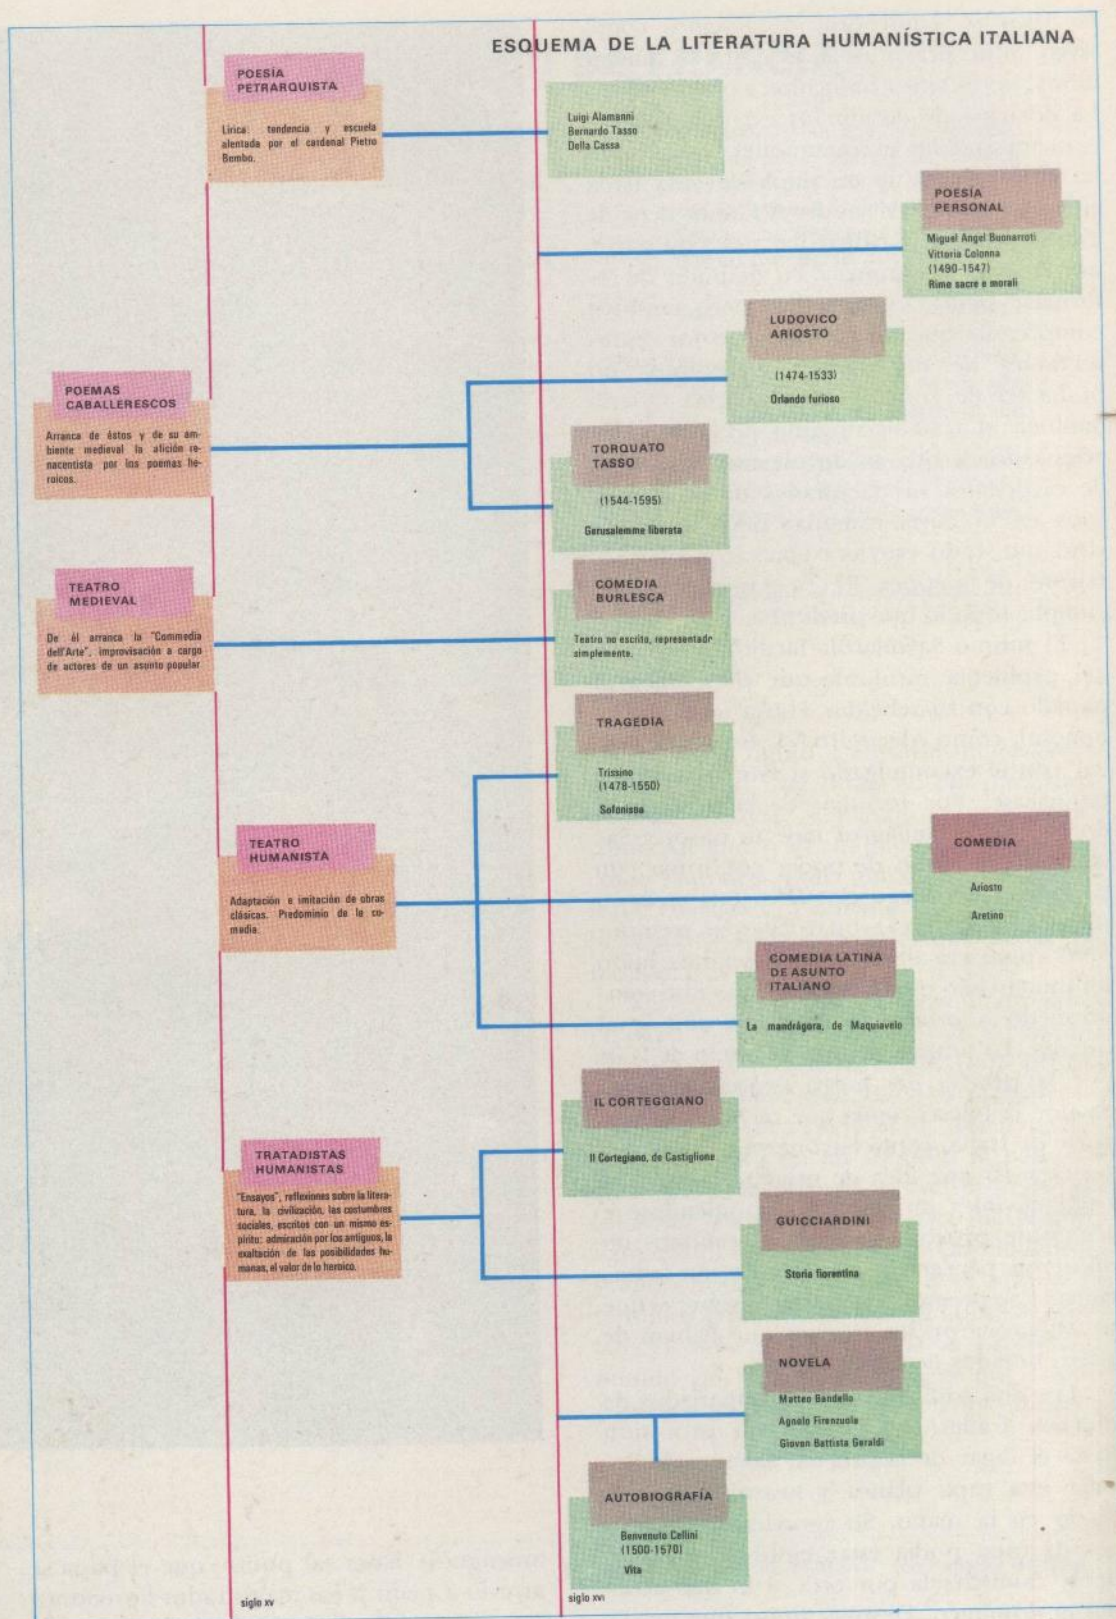 ESQUEMA DE LA LITERATURA HUMANÍSTICA ITALIANA
POESÍA
PETRARQUISTA
Lírica: tendencia y escuela
alentada por el cardenal Pietro
Bembo.
Luigi Alamanni
Bernardo Tasso
Della Cassa
POESÍA
PERSONAL
Miguel Angel Buonarroti
Vittoria Colonna
(1490-1547)
Rime sacre e morali
LUDOVICO
ARIOSTO
(1474-1533)
Orlando furioso
POEMAS
CABALLERESCOS
Arranca de éstos y de su am-
biente medieval la afición re-
nacentista por los poemas he-
roicos.
TORQUATO
TASSO
(1544-1595)
Gerusalemme liberata
TEATRO
MEDIEVAL
De él arranca la "Commedia
dell'Arte", improvisación a cargo
de actores de un asunto popular
COMEDIA
BURLESCA
Teatro no escrito, representado
simplemente.
TRAGEDIA
Trissino
(1478-1550)
Sofonisoa
TEATRO
HUMANISTA
Adaptación e imitación de obras
clásicas. Predominio de le co-
media.
COMEDIA
Ariosto
Aretino
COMEDIA LATINA
DE ASUNTO
ITALIANO
La mandrágora, de Maquiavelo
IL CORTEGGIANO
Il Cortegiano, de Castiglione
TRATADISTAS
HUMANISTAS
"Ensayos", reflexiones sobre la litera-
tura, la civilización, las costumbres
sociales, escritos con un mismo es-
píritu: admiración por los antiguos, la
exaltación de las posibilidades hu-
manas, el valor de lo heroico.
GUICCIARDINI
Storia fiorentina
NOVELA
Matteo Bandello
Agnolo Firenzuola
Giovan Battista Geraldi
AUTOBIOGRAFÍA
Benvenuto Cellini
(1500-1570)
Vita
siglo XV
siglo XVI